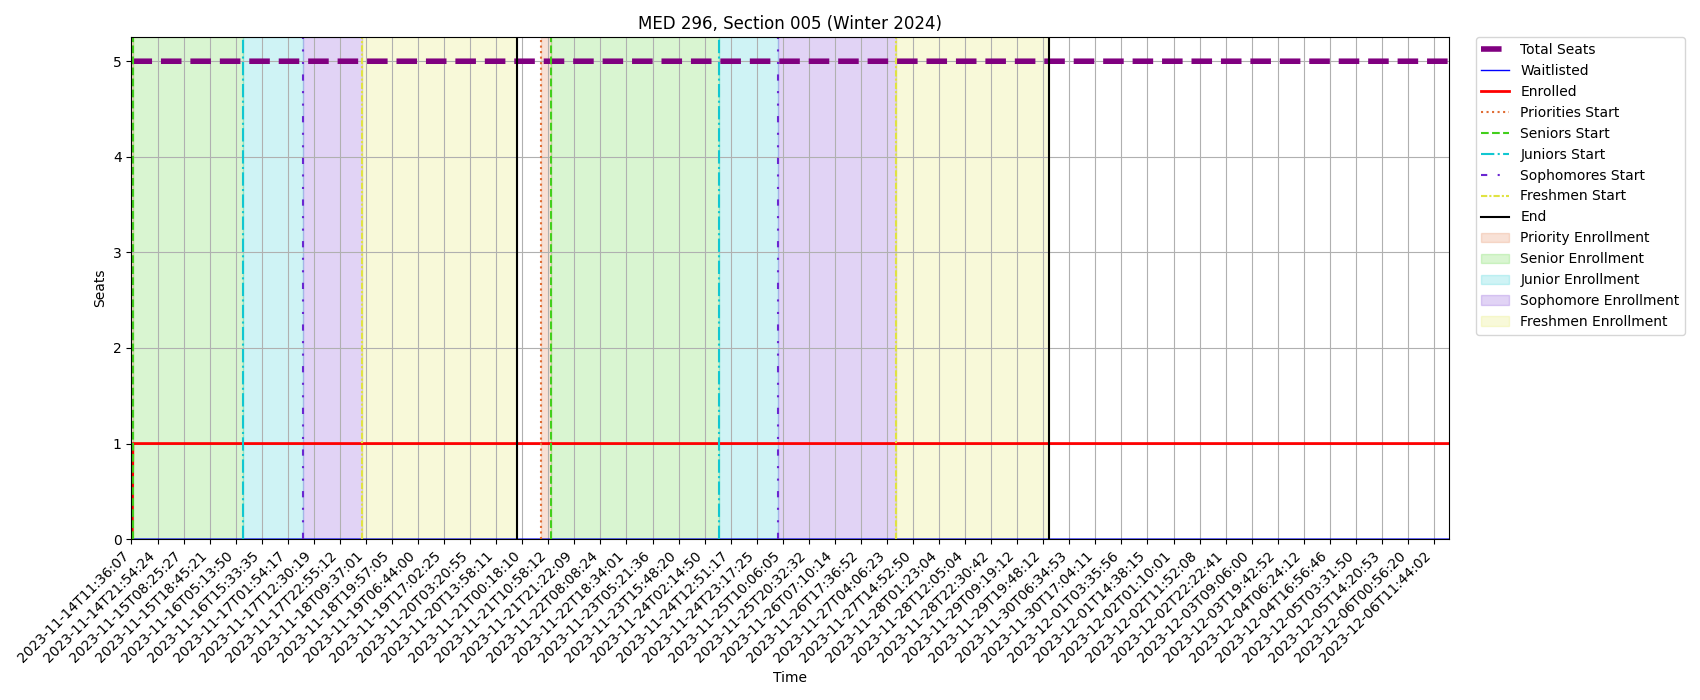 MED 296, Section 005 (Winter 2024)
Total Seats
Waitlisted
Enrolled
Priorities Start
Seniors Start
Juniors Start
Sophomores Start
Freshmen Start
End
Priority Enrollment
Senior Enrollment
Junior Enrollment
Sophomore Enrollment
Freshmen Enrollment
Seats
5
4
3
2
1
0
2023-11-14T11:36:07
2023-11-14T21:54:24
2023-11-15T08:25:27
2023-11-15T18:45:21
2023-11-16T05:13:50
2023-11-16T15:33:35
2023-11-17T01:54:17
2023-11-17T12:30:19
2023-11-17T22:55:12
2023-11-18T09:37:01
2023-11-18T19:57:05
2023-11-19T06:44:00
2023-11-19T17:02:25
2023-11-20T03:20:55
2023-11-20T13:58:11
2023-11-21T00:18:10
2023-11-21T10:58:12
2023-11-21T21:22:09
2023-11-22T08:08:24
2023-11-22T18:34:01
2023-11-23T05:21:36
2023-11-23T15:48:20
2023-11-24T02:14:50
2023-11-24T12:51:17
2023-11-24T23:17:25
2023-11-25T10:06:05
2023-11-25T20:32:32
2023-11-26T07:10:14
2023-11-26T17:36:52
2023-11-27T04:06:23
2023-11-27T14:52:50
2023-11-28T01:23:04
2023-11-28T12:05:04
2023-11-28T22:30:42
2023-11-29T09:19:12
2023-11-29T19:48:12
2023-11-30T06:34:53
2023-11-30T17:04:11
2023-12-01T03:35:56
2023-12-01T14:38:15
2023-12-02T01:10:01
2023-12-02T11:52:08
2023-12-02T22:22:41
2023-12-03T09:06:00
2023-12-03T19:42:52
2023-12-04T06:24:12
2023-12-04T16:56:46
2023-12-05T03:31:50
2023-12-05T14:20:53
2023-12-06T00:56:20
2023-12-06T11:44:02
Time